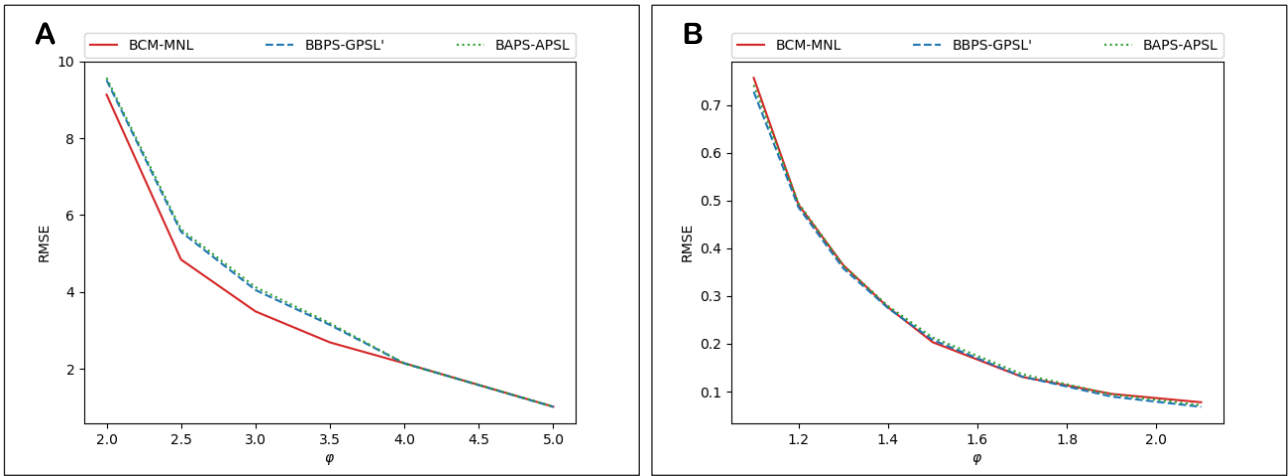 A
BCM-MNL BBPS-GPSL' BAPS-APSL
10
8
6
4
2
RMSE
2.0 2.5 3.0 3.5 4.0 4.5 5.0
φ
B
BCM-MNL BBPS-GPSL' BAPS-APSL
0.7
0.6
0.5
0.4
0.3
0.2
0.1
RMSE
1.2 1.4 1.6 1.8 2.0
φ